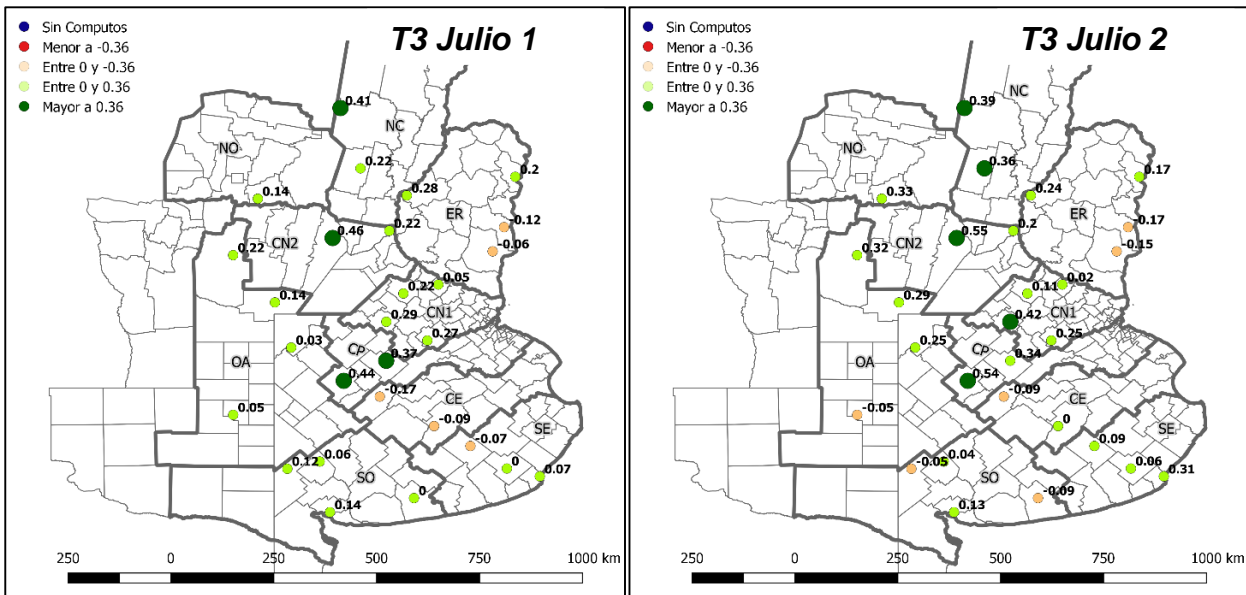 Sin Computos
Menor a -0.36
Entre 0 y -0.36
Entre 0 y 0.36
Mayor a 0.36
T3 Julio 1
0.41
NC
NO
0.22
0.2
0.14
0.28
ER
-0.12
0.46
0.22
CN2
-0.06
0.22
0.05
0.22
0.14
0.29
CN1
0.27
0.03
CP
0.37
OA
0.44
-0.17
CE
0.05
-0.09
SE
-0.07
0.12
0.06
SO
0
0.07
0
0.14
250
0
250
500
750
1000 km
Sin Computos
Menor a -0.36
Entre 0 y -0.36
Entre 0 y 0.36
Mayor a 0.36
T3 Julio 2
NC
0.39
NO
0.36
0.17
0.33
0.24
ER
-0.17
0.55
0.2
CN2
-0.15
0.32
0.02
0.11
0.29
0.42
CN1
0.25
0.25
CP
0.34
OA
0.54
-0.09
CE
-0.05
0
SE
0.09
-0.05
0.04
SO
0.06
0.31
-0.09
0.13
250
0
250
500
750
1000 km